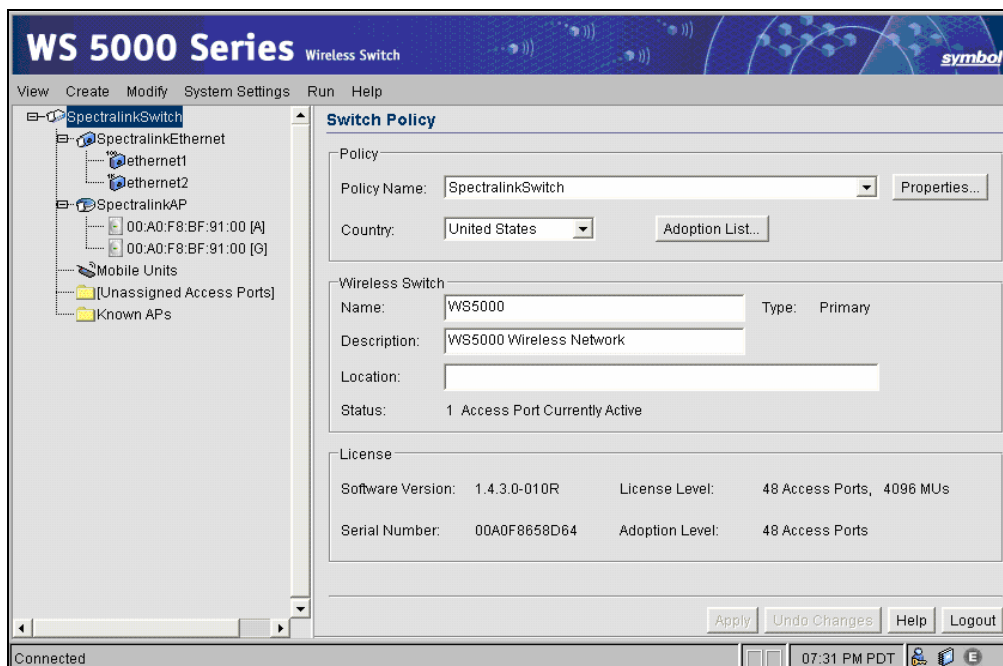 WS 5000 Series Wireless Switch
symbol
View Create Modify System Settings Run Help
SpectralinkSwitch
SpectralinkEthernet
ethernet1
ethernet2
SpectralinkAP
00:A0:F8:BF:91:00 [A]
00:A0:F8:BF:91:00 [G]
Mobile Units
[Unassigned Access Ports]
Known APs
Switch Policy
Policy
Policy Name: SpectralinkSwitch Properties...
Country: United States Adoption List...
Wireless Switch
Name: WS5000 Type: Primary
Description: WS5000 Wireless Network
Location:
Status: 1 Access Port Currently Active
License
Software Version: 1.4.3.0-010R License Level: 48 Access Ports, 4096 MUs
Serial Number: 00A0F8658D64 Adoption Level: 48 Access Ports
Apply Undo Changes Help Logout
Connected 07:31 PM PDT E